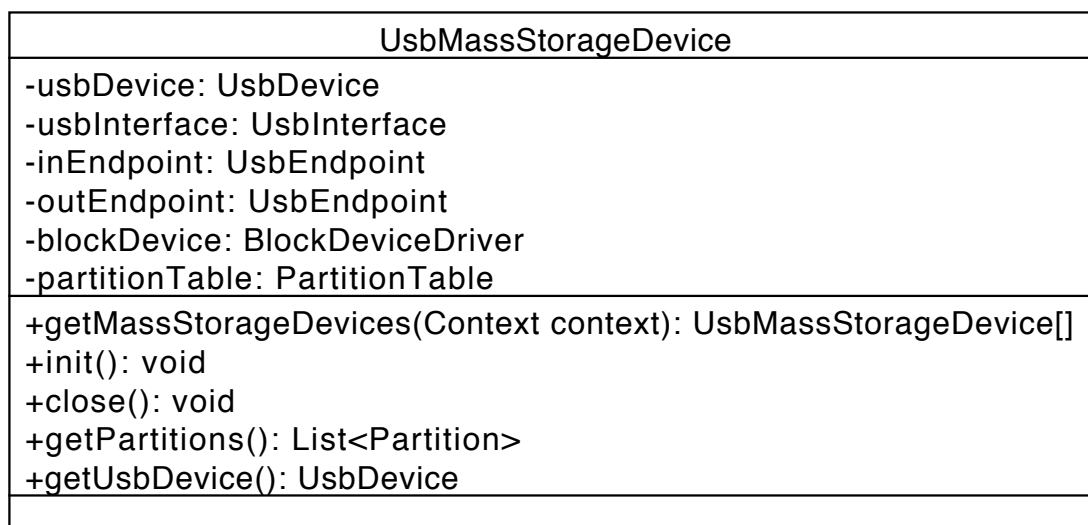 UsbMassStorageDevice
-usbDevice: UsbDevice
-usbInterface: UsbInterface
-inEndpoint: UsbEndpoint
-outEndpoint: UsbEndpoint
-blockDevice: BlockDeviceDriver
-partitionTable: PartitionTable
+getMassStorageDevices(Context context): UsbMassStorageDevice[]
+init(): void
+close(): void
+getPartitions(): List<Partition>
+getUsbDevice(): UsbDevice